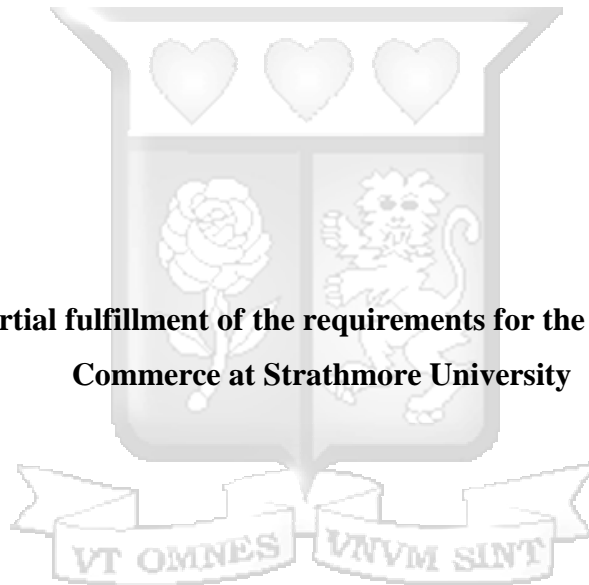 rtial fulfillment of the requirements for the
Commerce at Strathmore University
VT OMNES VNVM SINT